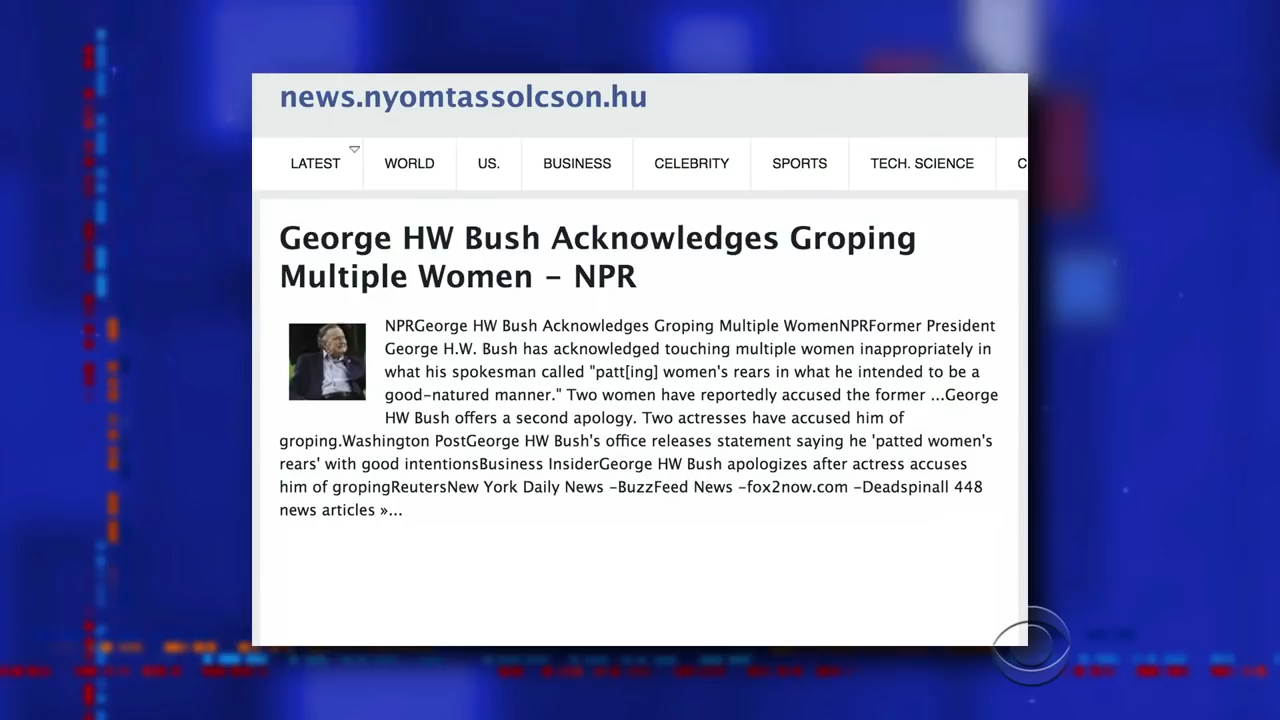 news.nyomtassolcson.hu
LATEST WORLD US. BUSINESS CELEBRITY SPORTS TECH. SCIENCE C
George HW Bush Acknowledges Groping
Multiple Women – NPR
NPRGeorge HW Bush Acknowledges Groping Multiple WomenNPRFormer President
George H.W. Bush has acknowledged touching multiple women inappropriately in
what his spokesman called "patt[ing] women's rears in what he intended to be a
good-natured manner." Two women have reportedly accused the former ...George
HW Bush offers a second apology. Two actresses have accused him of
groping.Washington PostGeorge HW Bush's office releases statement saying he 'patted women's
rears' with good intentionsBusiness InsiderGeorge HW Bush apologizes after actress accuses
him of gropingReutersNew York Daily News -BuzzFeed News -fox2now.com -Deadspinall 448
news articles »...